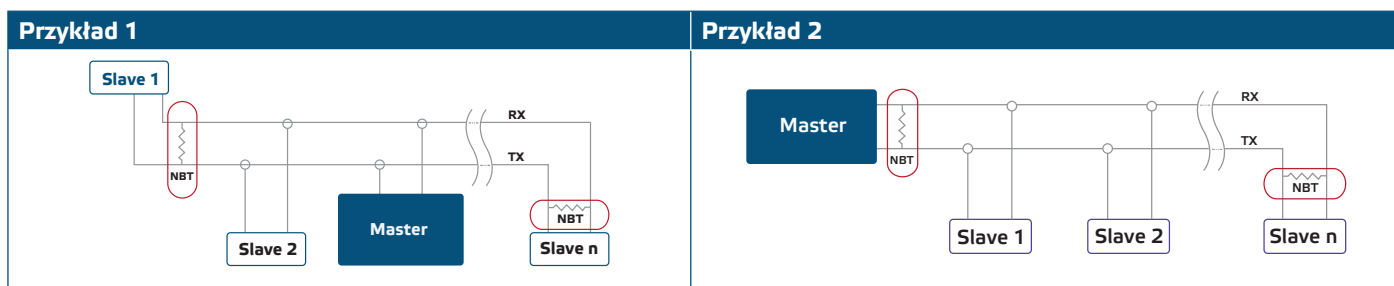 Przykład 1
Slave 1
RX
TX
NBT
NBT
Slave 2
Master
Slave n
Przykład 2
Master
RX
TX
NBT
NBT
Slave 1
Slave 2
Slave n